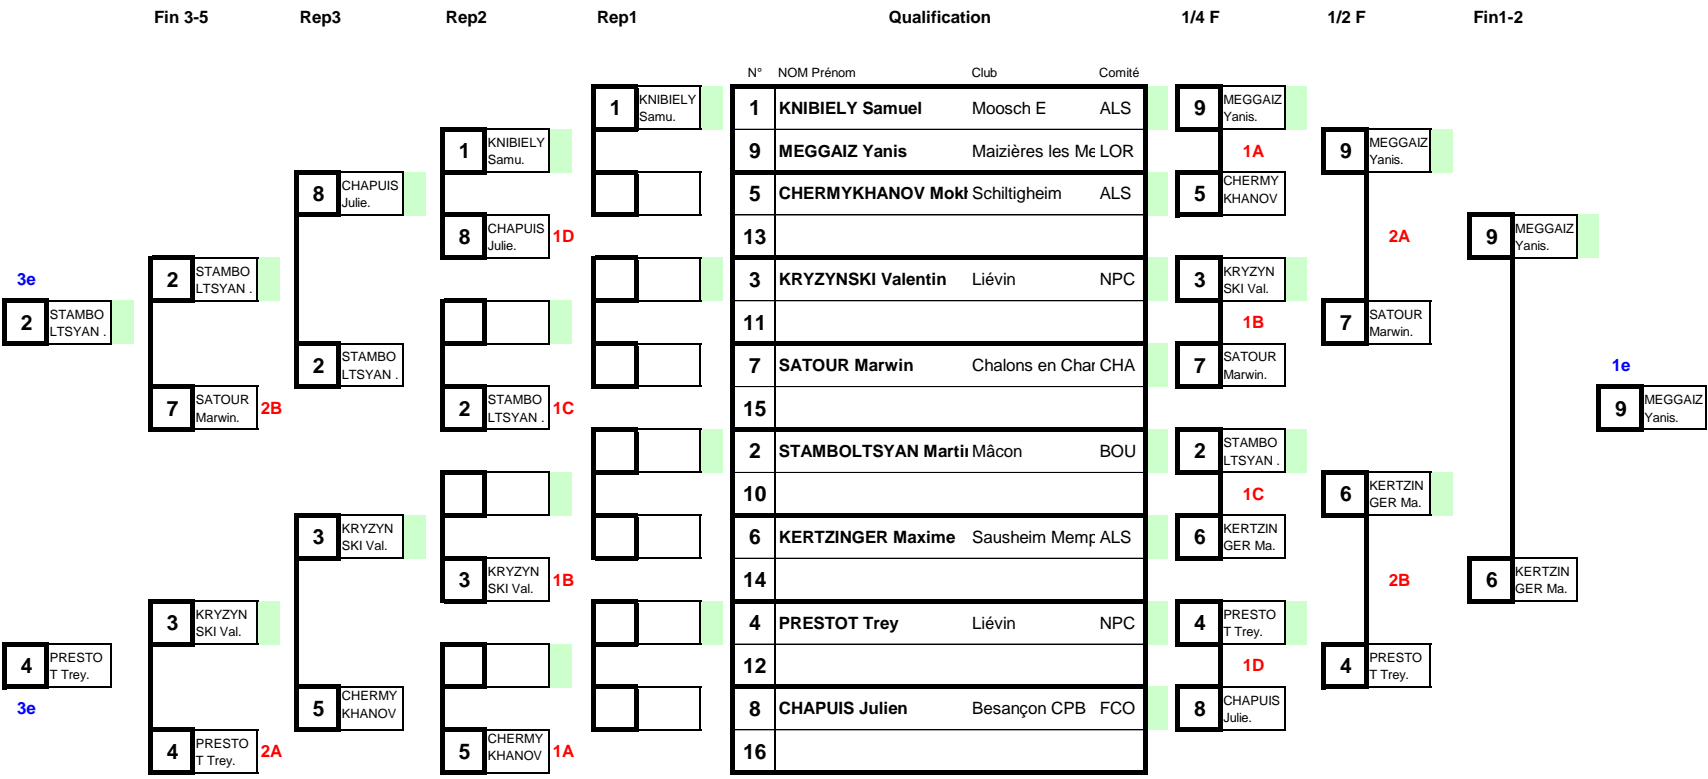 Fin 3-5 Rep3 Rep2 Rep1 Qualification 1/4 F 1/2 F Fin1-2
N° NOM Prénom Club Comité
1 KNIBIELY Samu. 1 KNIBIELY Samuel Moosch E ALS 9 MEGGAIZ Yanis.
1 KNIBIELY Samu. 9 MEGGAIZ Yanis Maizières les Me LOR 1A 9 MEGGAIZ Yanis.
8 CHAPUIS Julie. 5 CHERMYKHANOV Mokh Schiltigheim ALS 5 CHERMY KHANOV
8 CHAPUIS Julie. 1D 13 2A 9 MEGGAIZ Yanis.
3e 2 STAMBO LTSYAN . 3 KRYZYNSKI Valentin Liévin NPC 3 KRYZYN SKI Val.
2 STAMBO LTSYAN . 11 1B 7 SATOUR Marwin.
2 STAMBO LTSYAN . 7 SATOUR Marwin Chalons en Char CHA 7 SATOUR Marwin. 1e
7 SATOUR Marwin. 2B 2 STAMBO LTSYAN . 1C 15 9 MEGGAIZ Yanis.
2 STAMBOLTSYAN Martin Mâcon BOU 2 STAMBO LTSYAN .
10 1C 6 KERTZIN GER Ma.
3 KRYZYN SKI Val. 6 KERTZINGER Maxime Sausheim Memp ALS 6 KERTZIN GER Ma.
3 KRYZYN SKI Val. 1B 14 2B 6 KERTZIN GER Ma.
3 KRYZYN SKI Val. 4 PRESTOT Trey Liévin NPC 4 PRESTO T Trey.
4 PRESTO T Trey. 12 1D 4 PRESTO T Trey.
3e 5 CHERMY KHANOV 8 CHAPUIS Julien Besançon CPB FCO 8 CHAPUIS Julie.
4 PRESTO T Trey. 2A 5 CHERMY KHANOV 1A 16